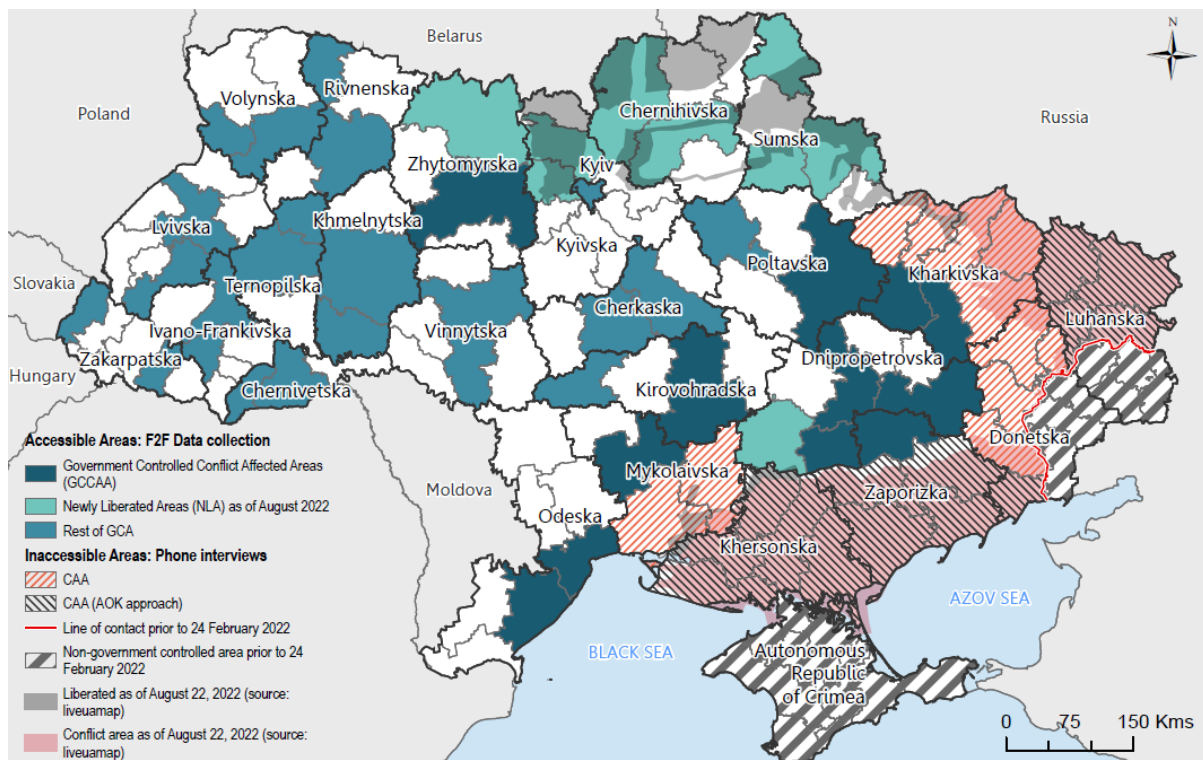 N
Belarus
Poland
Russia
Volynska
Rivnenska
Chernihivska
Sumska
Zhytomyrska
Kyiv
Lvivska
Khmelnytska
Kyivska
Poltavska
Kharkivska
Slovakia
Ternopilska
Cherkaska
Luhanska
Ivano-Frankivska
Vinnytska
Zakarpatska
Dnipropetrovska
Hungary
Chernivetska
Kirovohradska
Donetska
Accessible Areas: F2F Data collection
Government Controlled Conflict Affected Areas
(GCCAA)
Newly Liberated Areas (NLA) as of August 2022
Rest of GCA
Inaccessible Areas: Phone interviews
CAA
CAA (AOK approach)
Line of contact prior to 24 February 2022
Non-government controlled area prior to 24
February 2022
Liberated as of August 22, 2022 (source:
liveuamap)
Conflict area as of August 22, 2022 (source:
liveuamap)
Moldova
Mykolaivska
Zaporizka
Odeska
Khersonska
AZOV SEA
BLACK SEA
Autonomous
Republic
of Crimea
0 75 150 Kms